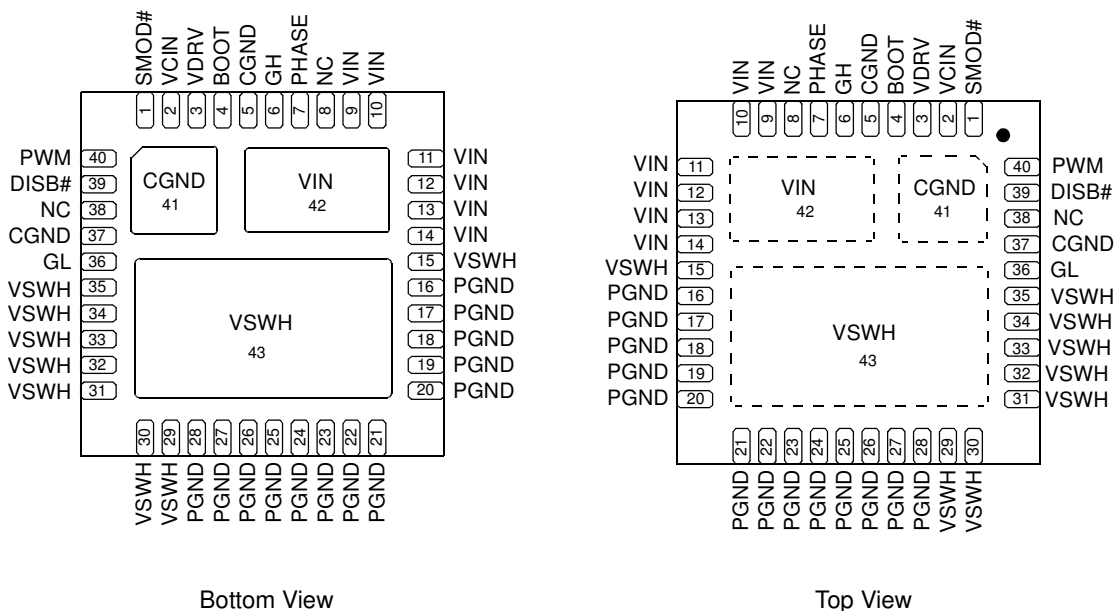 SMOD#
VCIN
VDRV
BOOT
CGND
GH
PHASE
NC
VIN
VIN
1
2
3
4
5
6
7
8
9
10
PWM 40
DISB# 39
NC 38
CGND 37
GL 36
VSWH 35
VSWH 34
VSWH 33
VSWH 32
VSWH 31
CGND
41
VIN
42
VSWH
43
11 VIN
12 VIN
13 VIN
14 VIN
15 VSWH
16 PGND
17 PGND
18 PGND
19 PGND
20 PGND
30
29
28
27
26
25
24
23
22
21
VSWH
VSWH
PGND
PGND
PGND
PGND
PGND
PGND
PGND
PGND
Bottom View
VIN
VIN
NC
PHASE
GH
CGND
BOOT
VDRV
VCIN
SMOD#
10
9
8
7
6
5
4
3
2
1
VIN 11
VIN 12
VIN 13
VIN 14
VSWH 15
PGND 16
PGND 17
PGND 18
PGND 19
PGND 20
VIN
42
CGND
41
VSWH
43
40 PWM
39 DISB#
38 NC
37 CGND
36 GL
35 VSWH
34 VSWH
33 VSWH
32 VSWH
31 VSWH
21
22
23
24
25
26
27
28
29
30
PGND
PGND
PGND
PGND
PGND
PGND
PGND
PGND
VSWH
VSWH
Top View